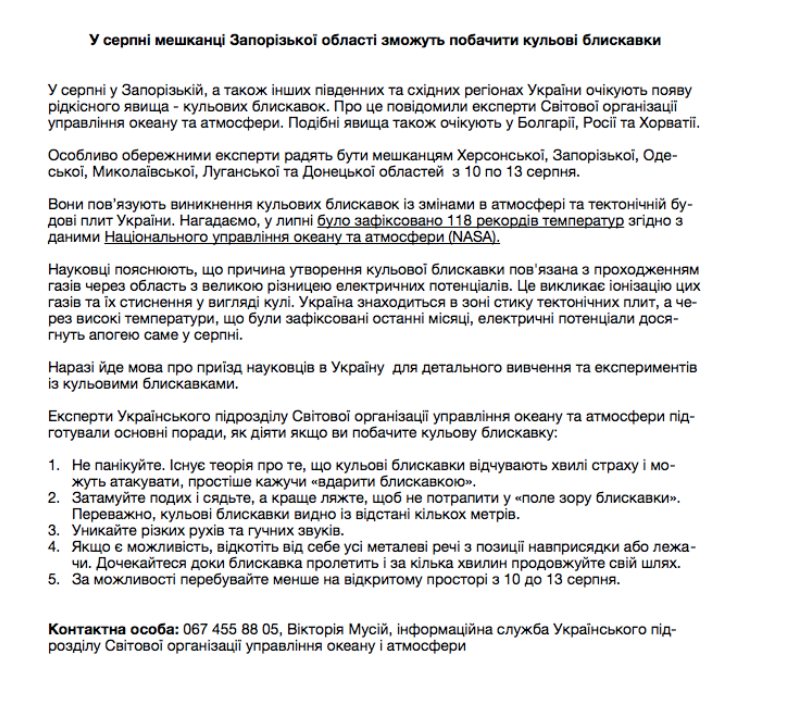 У серпні мешканці Запорізької області зможуть побачити кульові блискавки
У серпні у Запорізькій, а також інших південних та східних регіонах України очікують появу
рідкісного явища - кульових блискавок. Про це повідомили експерти Світової організації
управління океану та атмосфери. Подібні явища також очікують у Болгарії, Росії та Хорватії.
Особливо обережними експерти радять бути мешканцям Херсонської, Запорізької, Оде-
ської, Миколаївської, Луганської та Донецької областей з 10 по 13 серпня.
Вони пов’язують виникнення кульових блискавок із змінами в атмосфері та тектонічній бу-
дові плит України. Нагадаємо, у липні було зафіксовано 118 рекордів температур згідно з
даними Національного управління океану та атмосфери (NASA).
Науковці пояснюють, що причина утворення кульової блискавки пов'язана з проходженням
газів через область з великою різницею електричних потенціалів. Це викликає іонізацію цих
газів та їх стиснення у вигляді кулі. Україна знаходиться в зоні стику тектонічних плит, а че-
рез високі температури, що були зафіксовані останні місяці, електричні потенціали дося-
гнуть апогею саме у серпні.
Наразі йде мова про приїзд науковців в Україну для детального вивчення та експериментів
із кульовими блискавками.
Експерти Українського підрозділу Світової організації управління океану та атмосфери під-
готували основні поради, як діяти якщо ви побачите кульову блискавку:
1. Не панікуйте. Існує теорія про те, що кульові блискавки відчувають хвилі страху і мо-
жуть атакувати, простіше кажучи «вдарити блискавкою».
2. Затамуйте подих і сядьте, а краще ляжте, щоб не потрапити у «поле зору блискавки».
Переважно, кульові блискавки видно із відстані кількох метрів.
3. Уникайте різких рухів та гучних звуків.
4. Якщо є можливість, відкотіть від себе усі металеві речі з позиції навприсядки або лежа-
чи. Дочекайтеся доки блискавка пролетить і за кілька хвилин продовжуйте свій шлях.
5. За можливості перебувайте менше на відкритому просторі з 10 до 13 серпня.
Контактна особа: 067 455 88 05, Вікторія Мусій, інформаційна служба Українського під-
розділу Світової організації управління океану і атмосфери